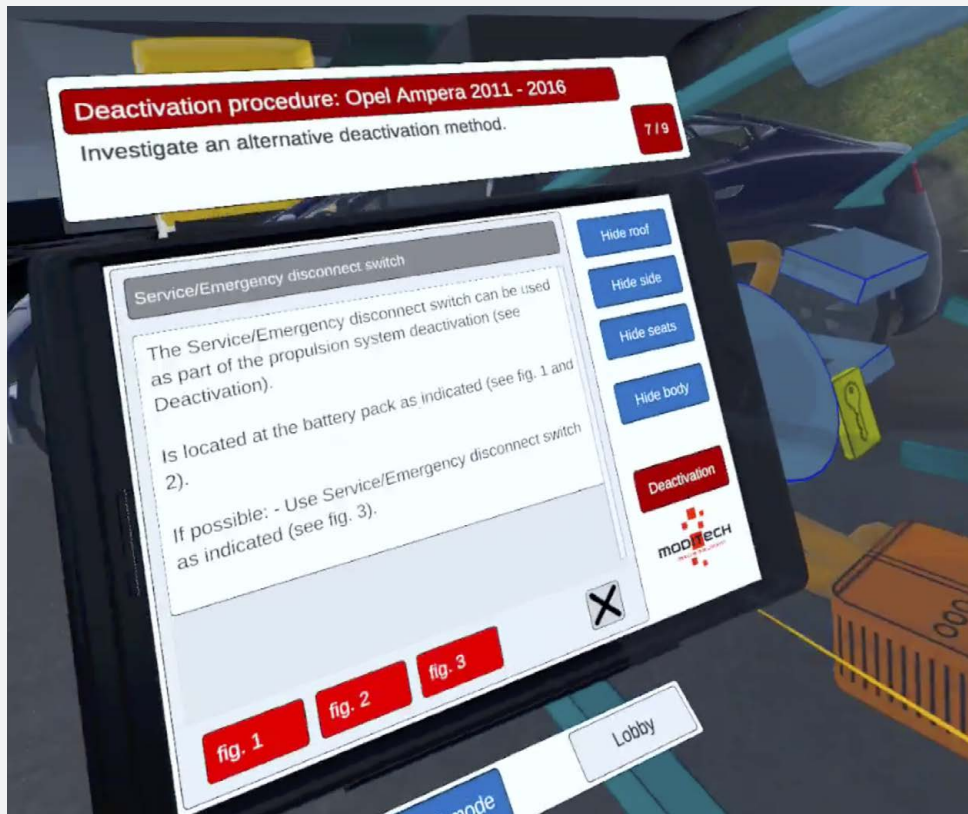 Deactivation procedure: Opel Ampera 2011 - 2016
Investigate an alternative deactivation method.
7 / 9
Service/Emergency disconnect switch
The Service/Emergency disconnect switch can be used
as part of the propulsion system deactivation (see
Deactivation).
Is located at the battery pack as indicated (see fig. 1 and
2).
If possible: - Use Service/Emergency disconnect switch
as indicated (see fig. 3).
Hide roof
Hide side
Hide seats
Hide body
Deactivation
MODITECH
fig. 1
fig. 2
fig. 3
Lobby
mode